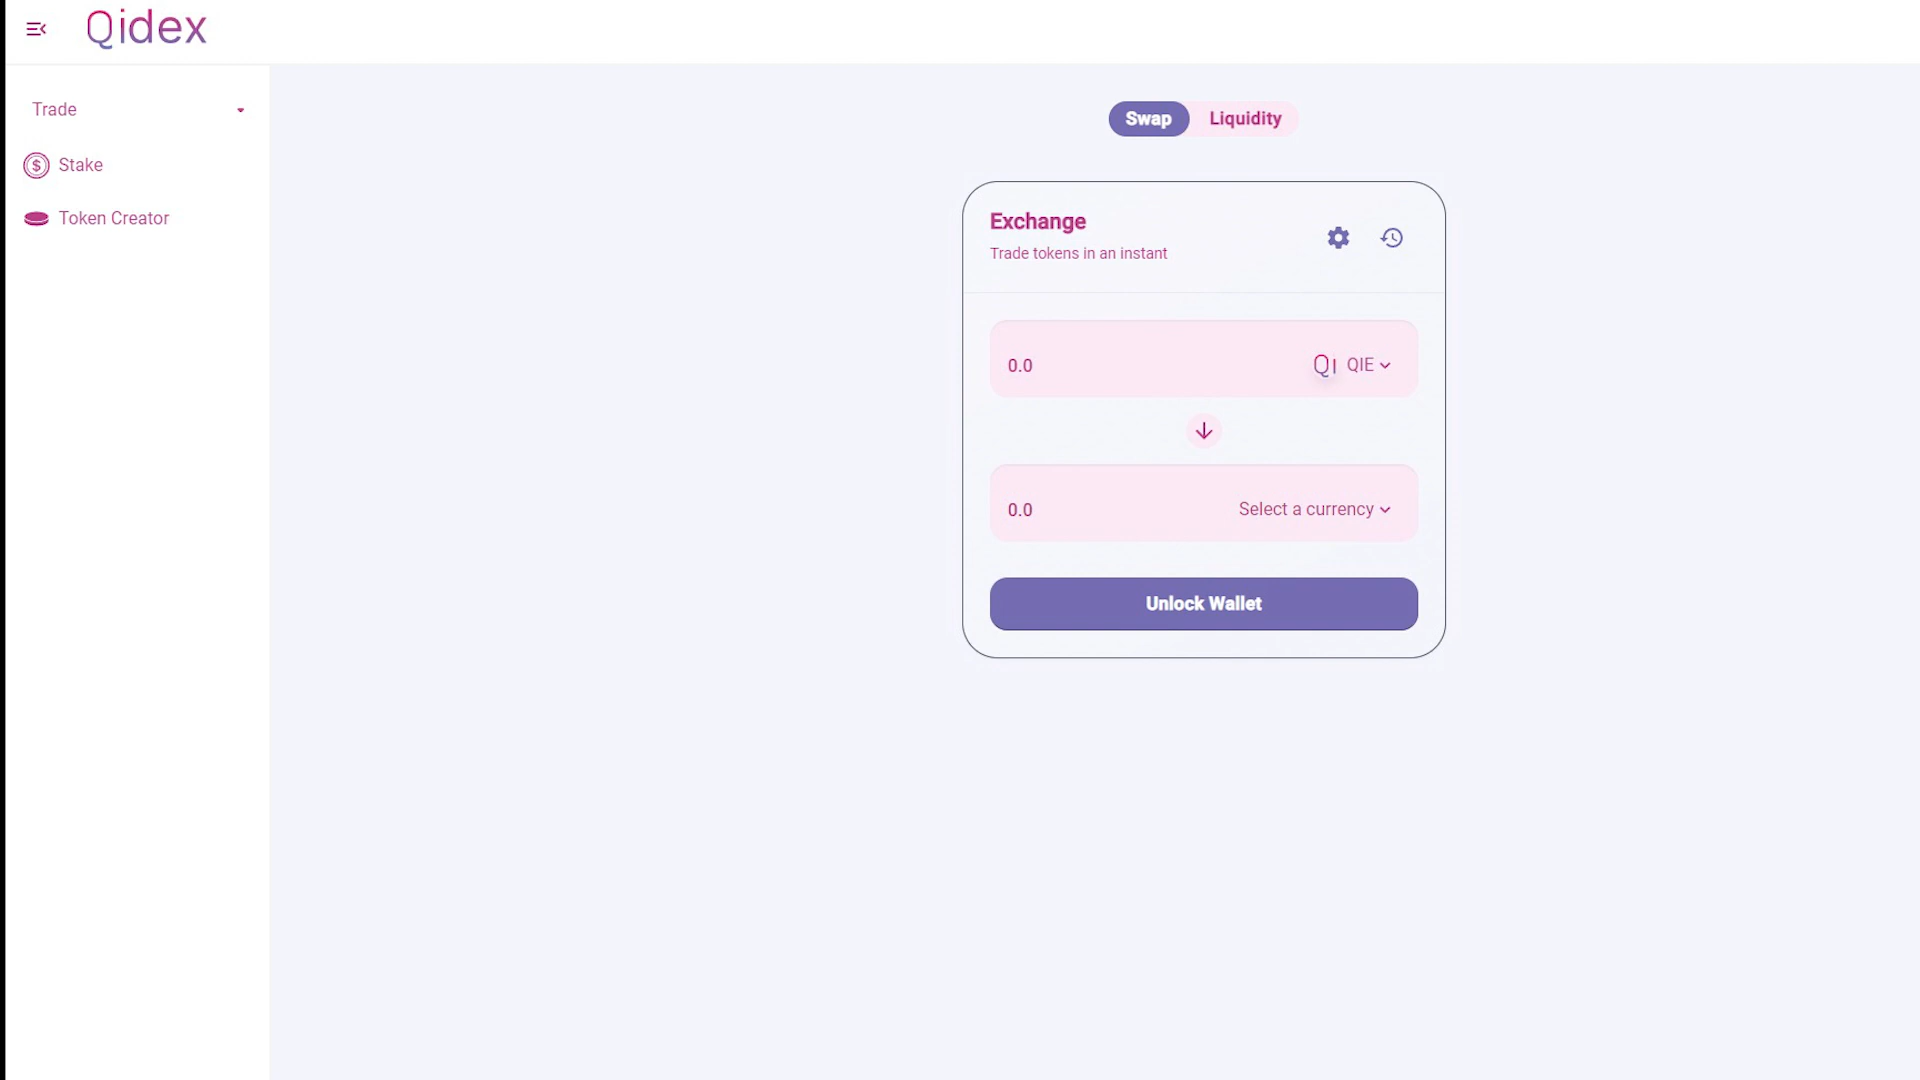 Qidex
Trade
Stake
Token Creator
Swap
Liquidity
Exchange
Trade tokens in an instant
0.0
QI QIE
0.0
Select a currency
Unlock Wallet